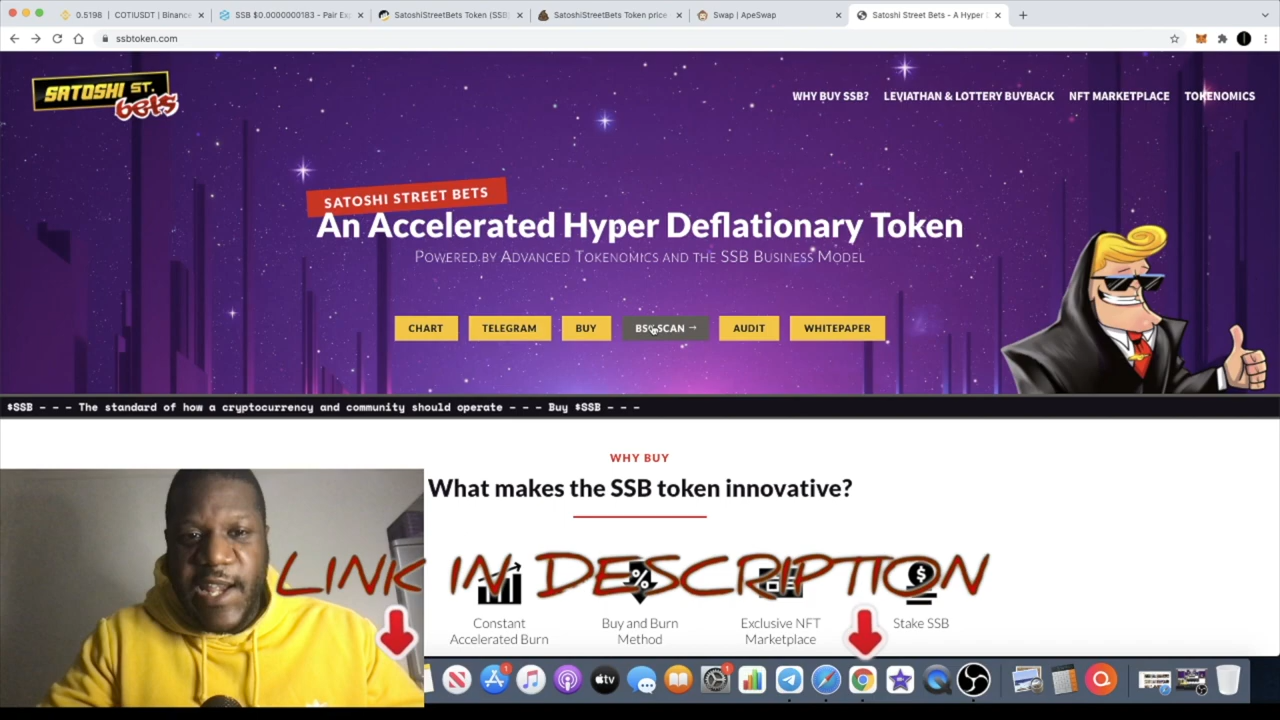 0.5198 | COTIUSDT | Binanc
SSB $0.0000000183 - Pair Ex
SatoshiStreetBets Token (SSB)
SatoshiStreetBets Token price
Swap | ApeSwap
Satoshi Street Bets - A Hyper D
ssbtoken.com
SATOSHI ST.
bets
WHY BUY SSB?
LEVIATHAN & LOTTERY BUYBACK
NFT MARKETPLACE
TOKENOMICS
SATOSHI STREET BETS
An Accelerated Hyper Deflationary Token
Powered by Advanced Tokenomics and the SSB Business Model
CHART
TELEGRAM
BUY
BSCSCAN →
AUDIT
WHITEPAPER
$SSB - - - The standard of how a cryptocurrency and community should operate - - - Buy $SSB - - -
WHY BUY
What makes the SSB token innovative?
LINK IN DESCRIPTION
Constant
Accelerated Burn
Buy and Burn
Method
Exclusive NFT
Marketplace
Stake SSB
1
tv
1